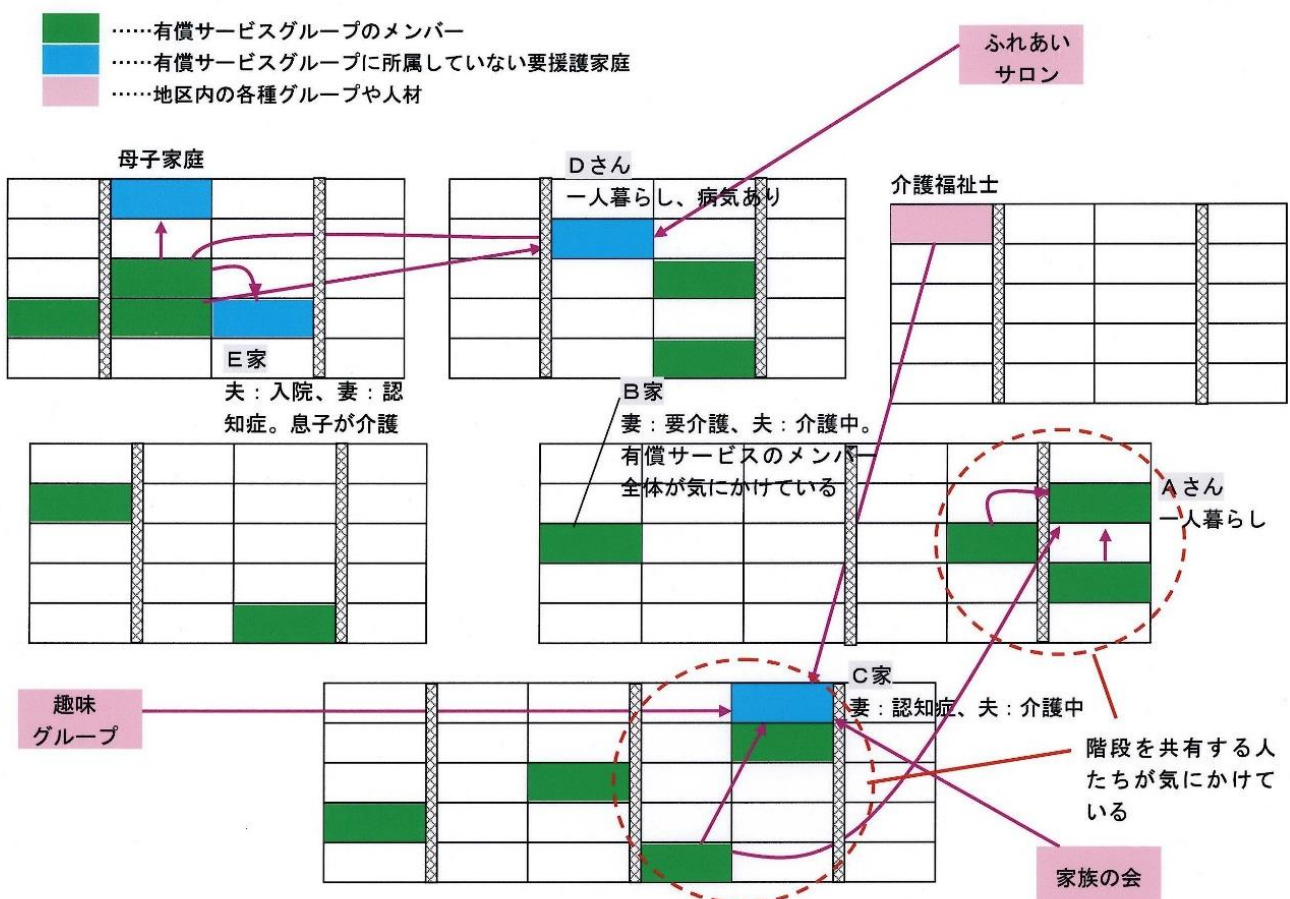 ……有償サービスグループのメンバー
……有償サービスグループに所属していない要援護家庭
……地区内の各種グループや人材
ふれあい
サロン
母子家庭
Dさん
一人暮らし、病気あり
介護福祉士
E家
夫：入院、妻：認
知症。息子が介護
B家
妻：要介護、夫：介護中。
有償サービスのメンバー
全体が気にかけている
Aさん
一人暮らし
C家
妻：認知症、夫：介護中
趣味
グループ
階段を共有する人
たちが気にかけて
いる
家族の会